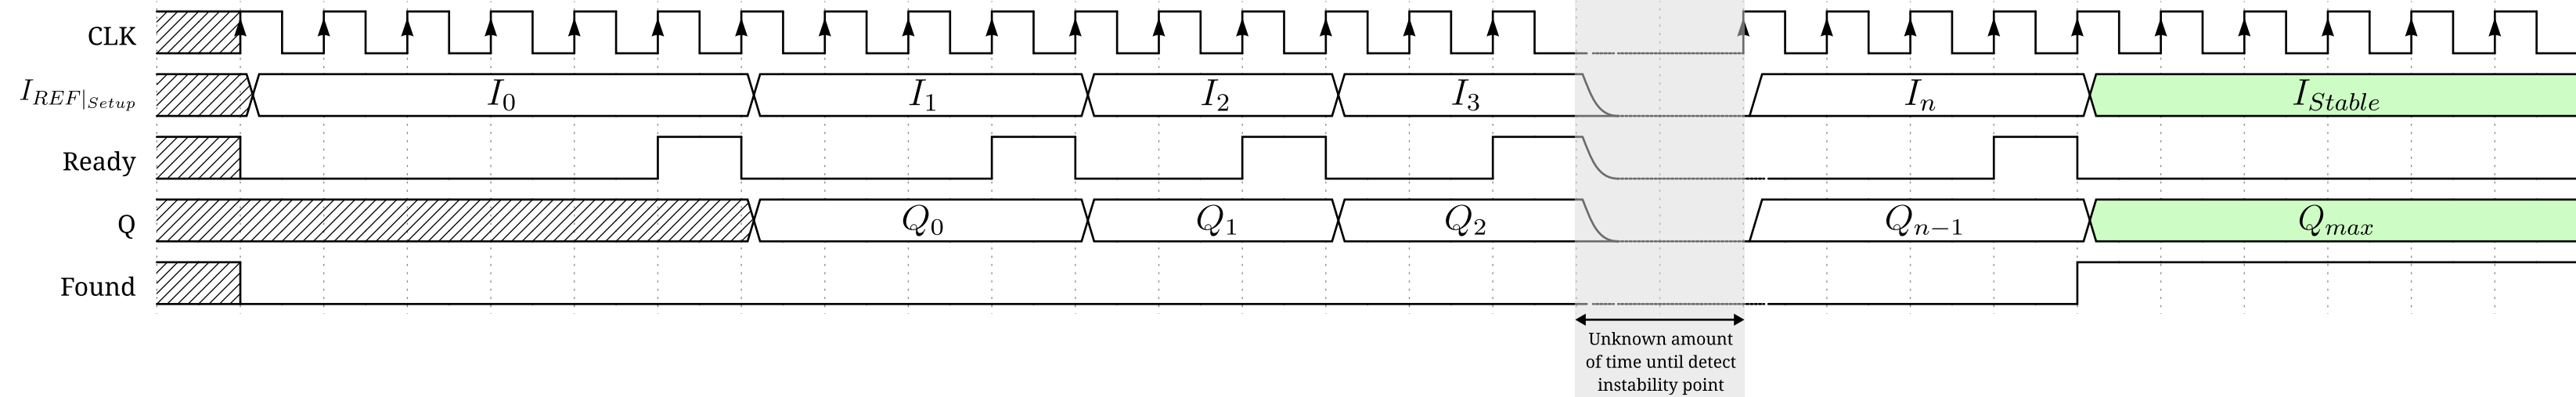 CLK
I_{REF|_{Setup}} I_0 I_1 I_2 I_3 I_n I_{Stable}
Ready
Q Q_0 Q_1 Q_2 Q_{n-1} Q_{max}
Found
Unknown amount
of time until detect
instability point